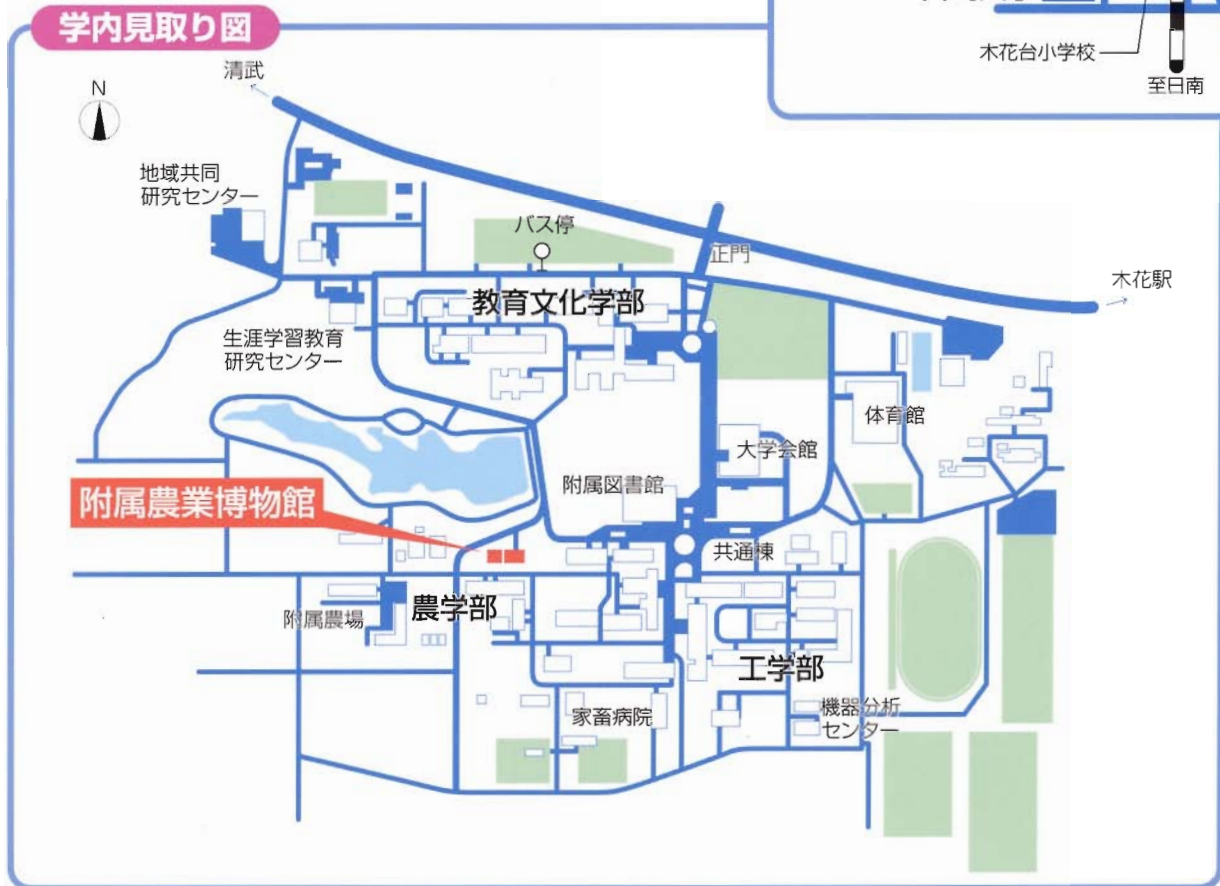 学内見取り図
木花台小学校
至日南
清武
N
地域共同
研究センター
バス停
正門
木花駅
教育文化学部
生涯学習教育
研究センター
体育館
大学会館
附属図書館
附属農業博物館
共通棟
農学部
附属農場
工学部
家畜病院
機器分析
センター